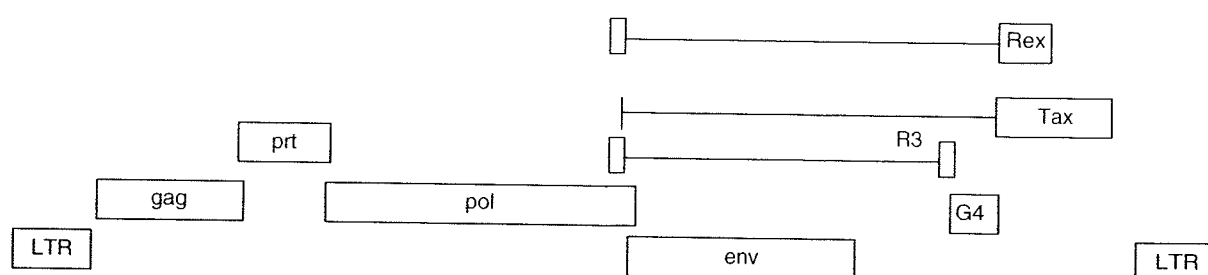 Rex
Tax
prt
R3
gag
pol
G4
LTR
env
LTR